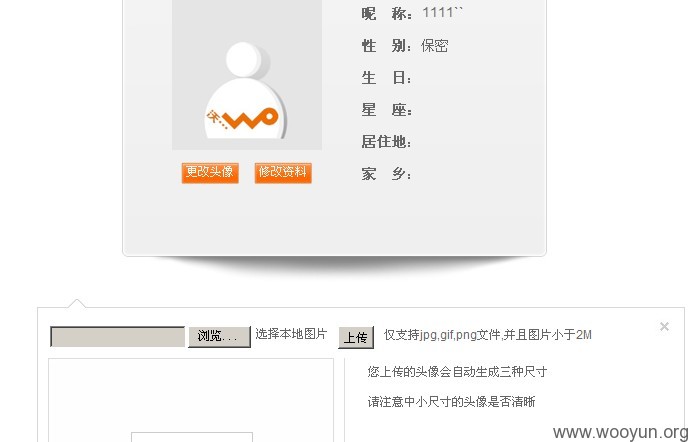 昵 称：1111``
性 别：保密
生 日：
星 座：
居住地：
家 乡：
沃... WO
更改头像 修改资料
浏览... 选择本地图片 上传 仅支持jpg,gif,png文件,并且图片小于2M ×
您上传的头像会自动生成三种尺寸
请注意中小尺寸的头像是否清晰
www.wooyun.org